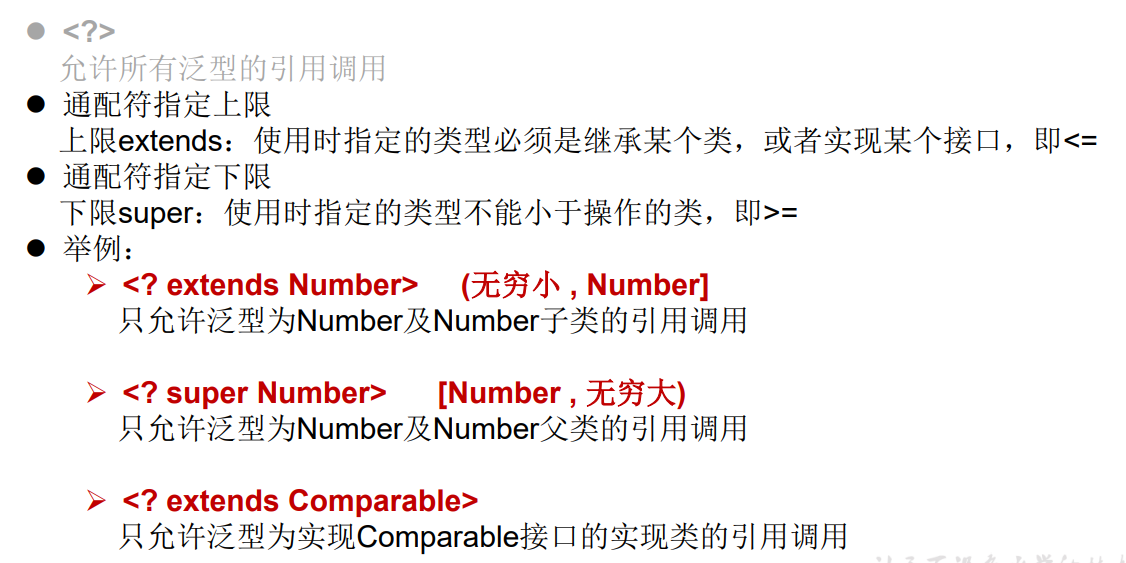 ● <?>
允许所有泛型的引用调用
● 通配符指定上限
上限extends：使用时指定的类型必须是继承某个类，或者实现某个接口，即<=
● 通配符指定下限
下限super：使用时指定的类型不能小于操作的类，即>=
● 举例：
➢ <? extends Number> (无穷小 , Number]
只允许泛型为Number及Number子类的引用调用
➢ <? super Number> [Number , 无穷大)
只允许泛型为Number及Number父类的引用调用
➢ <? extends Comparable>
只允许泛型为实现Comparable接口的实现类的引用调用